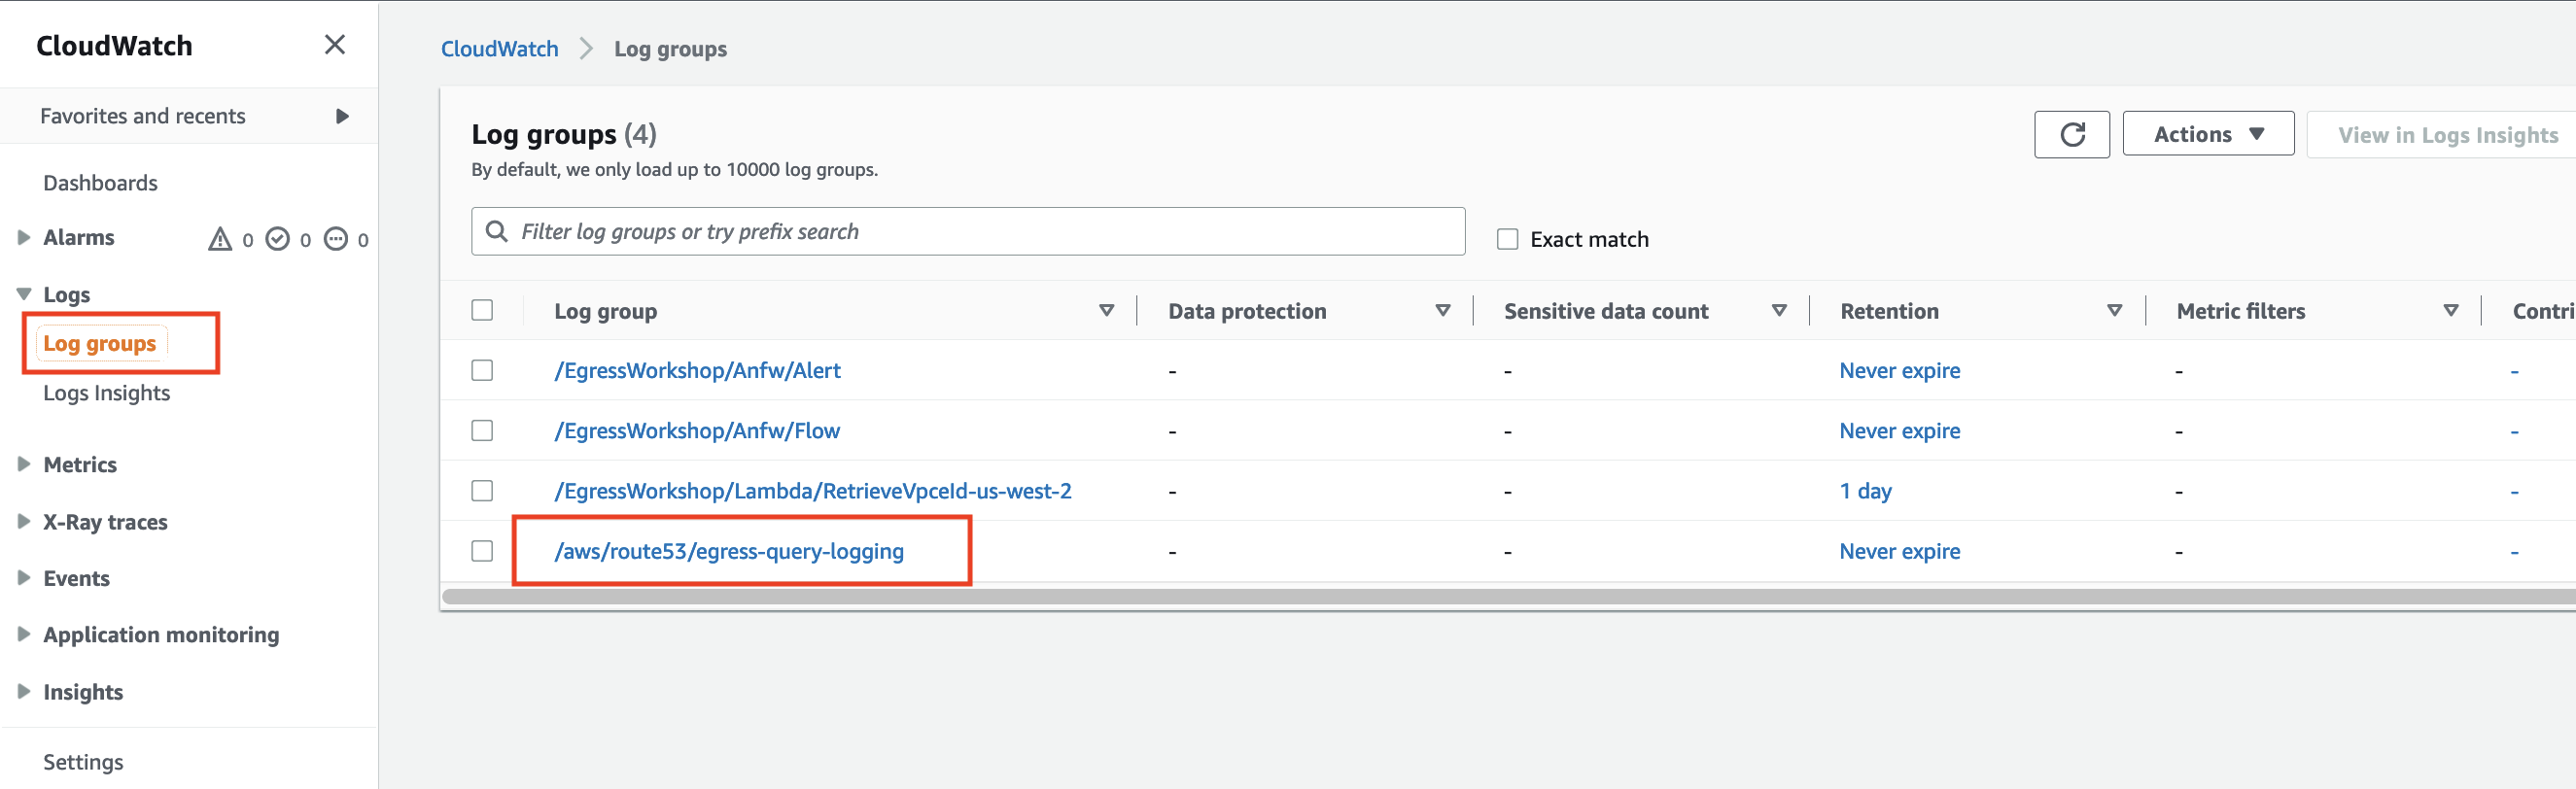 CloudWatch
Favorites and recents
Dashboards
Alarms 0 0 0
Logs
Log groups
Logs Insights
Metrics
X-Ray traces
Events
Application monitoring
Insights
Settings
CloudWatch Log groups
Log groups (4)
By default, we only load up to 10000 log groups.
Actions View in Logs Insights
Filter log groups or try prefix search Exact match
Log group Data protection Sensitive data count Retention Metric filters Contri
/EgressWorkshop/Anfw/Alert - - Never expire - -
/EgressWorkshop/Anfw/Flow - - Never expire - -
/EgressWorkshop/Lambda/RetrieveVpceId-us-west-2 - - 1 day - -
/aws/route53/egress-query-logging - - Never expire - -